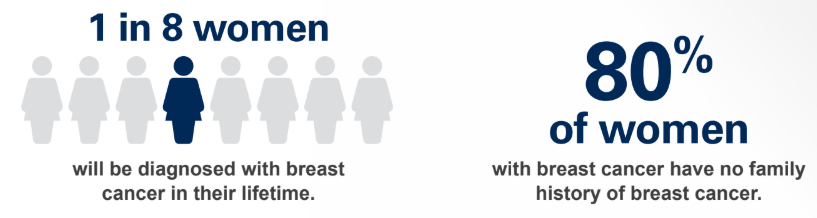 1 in 8 women
will be diagnosed with breast
cancer in their lifetime.
80%
of women
with breast cancer have no family
history of breast cancer.